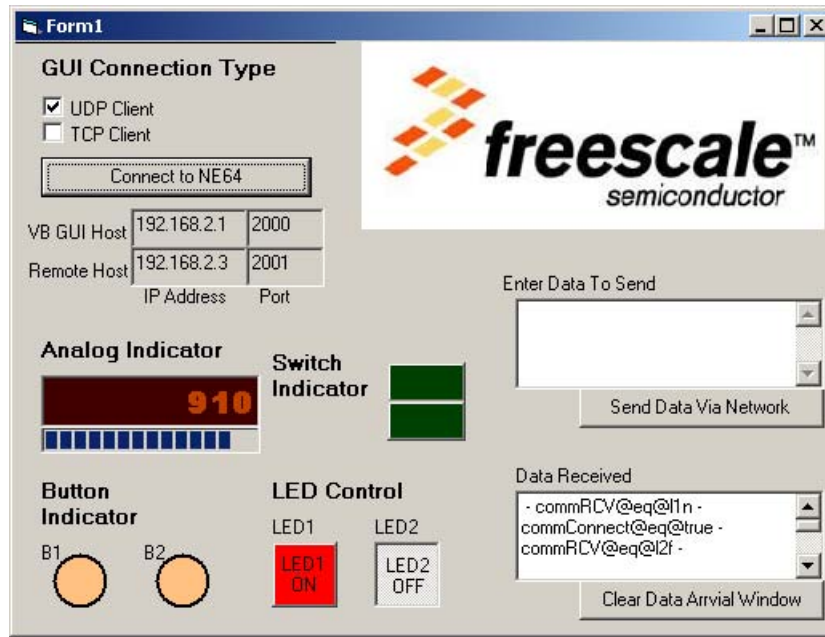 Form1
GUI Connection Type
UDP Client
TCP Client
Connect to NE64
VB GUI Host 192.168.2.1 2000
Remote Host 192.168.2.3 2001
IP Address Port
freescale™
semiconductor
Enter Data To Send
Send Data Via Network
Analog Indicator
910
Switch
Indicator
Button
Indicator
B1 B2
LED Control
LED1 LED2
LED1
ON
LED2
OFF
Data Received
- commRCV@eq@l1n -
commConnect@eq@true -
commRCV@eq@l2f -
Clear Data Arrvial Window